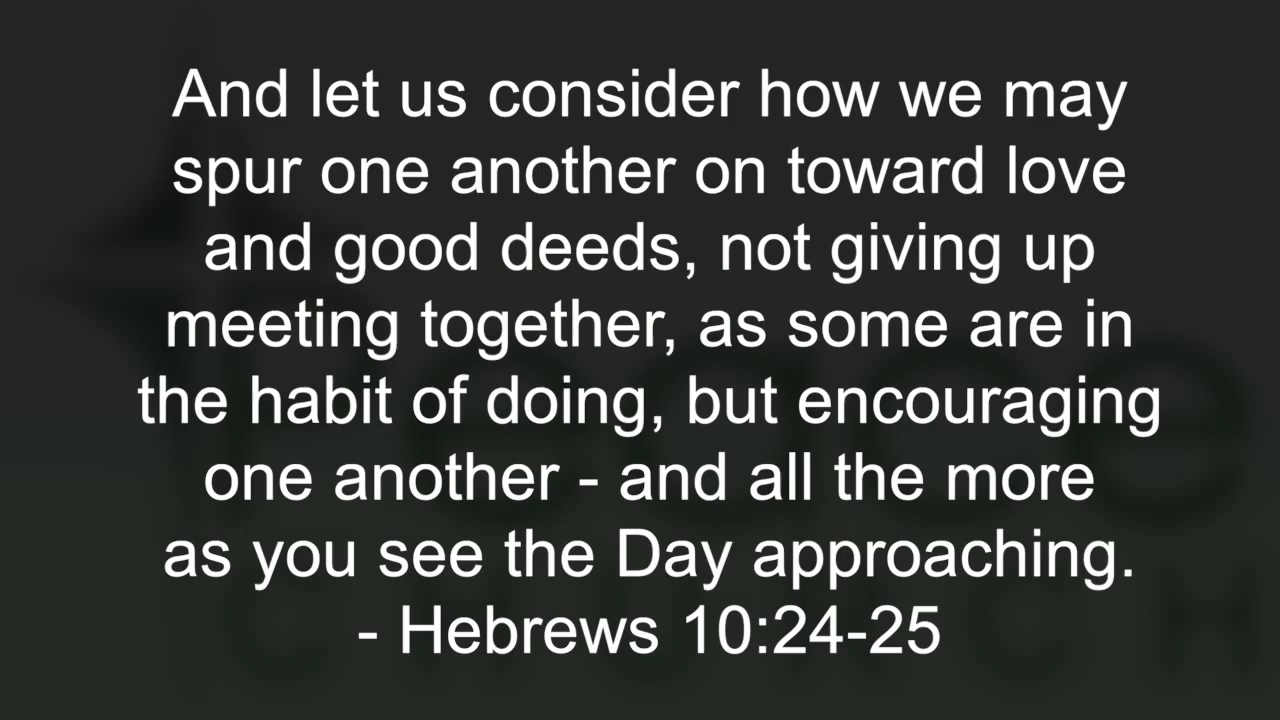 And let us consider how we may
spur one another on toward love
and good deeds, not giving up
meeting together, as some are in
the habit of doing, but encouraging
one another - and all the more
as you see the Day approaching.
- Hebrews 10:24-25